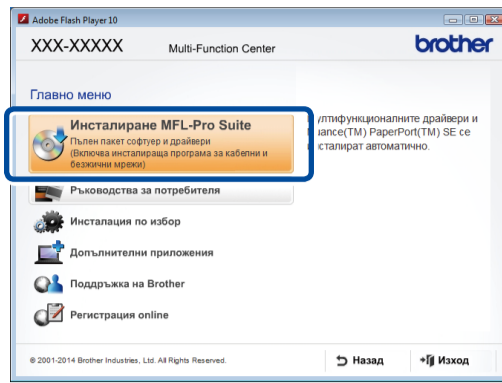 Adobe Flash Player 10
XXX-XXXXX
Multi-Function Center
brother
Главно меню
Инсталиране MFL-Pro Suite
Пълен пакет софтуер и драйвери
(Включва инсталираща програма за кабелни и
безжични мрежи)
ултифункционалните драйвери и
ance(TM) PaperPort(TM) SE се
сталират автоматично.
Ръководства за потребителя
Инсталация по избор
Допълнителни приложения
Поддръжка на Brother
Регистрация online
© 2001-2014 Brother Industries, Ltd. All Rights Reserved.
Назад
Изход